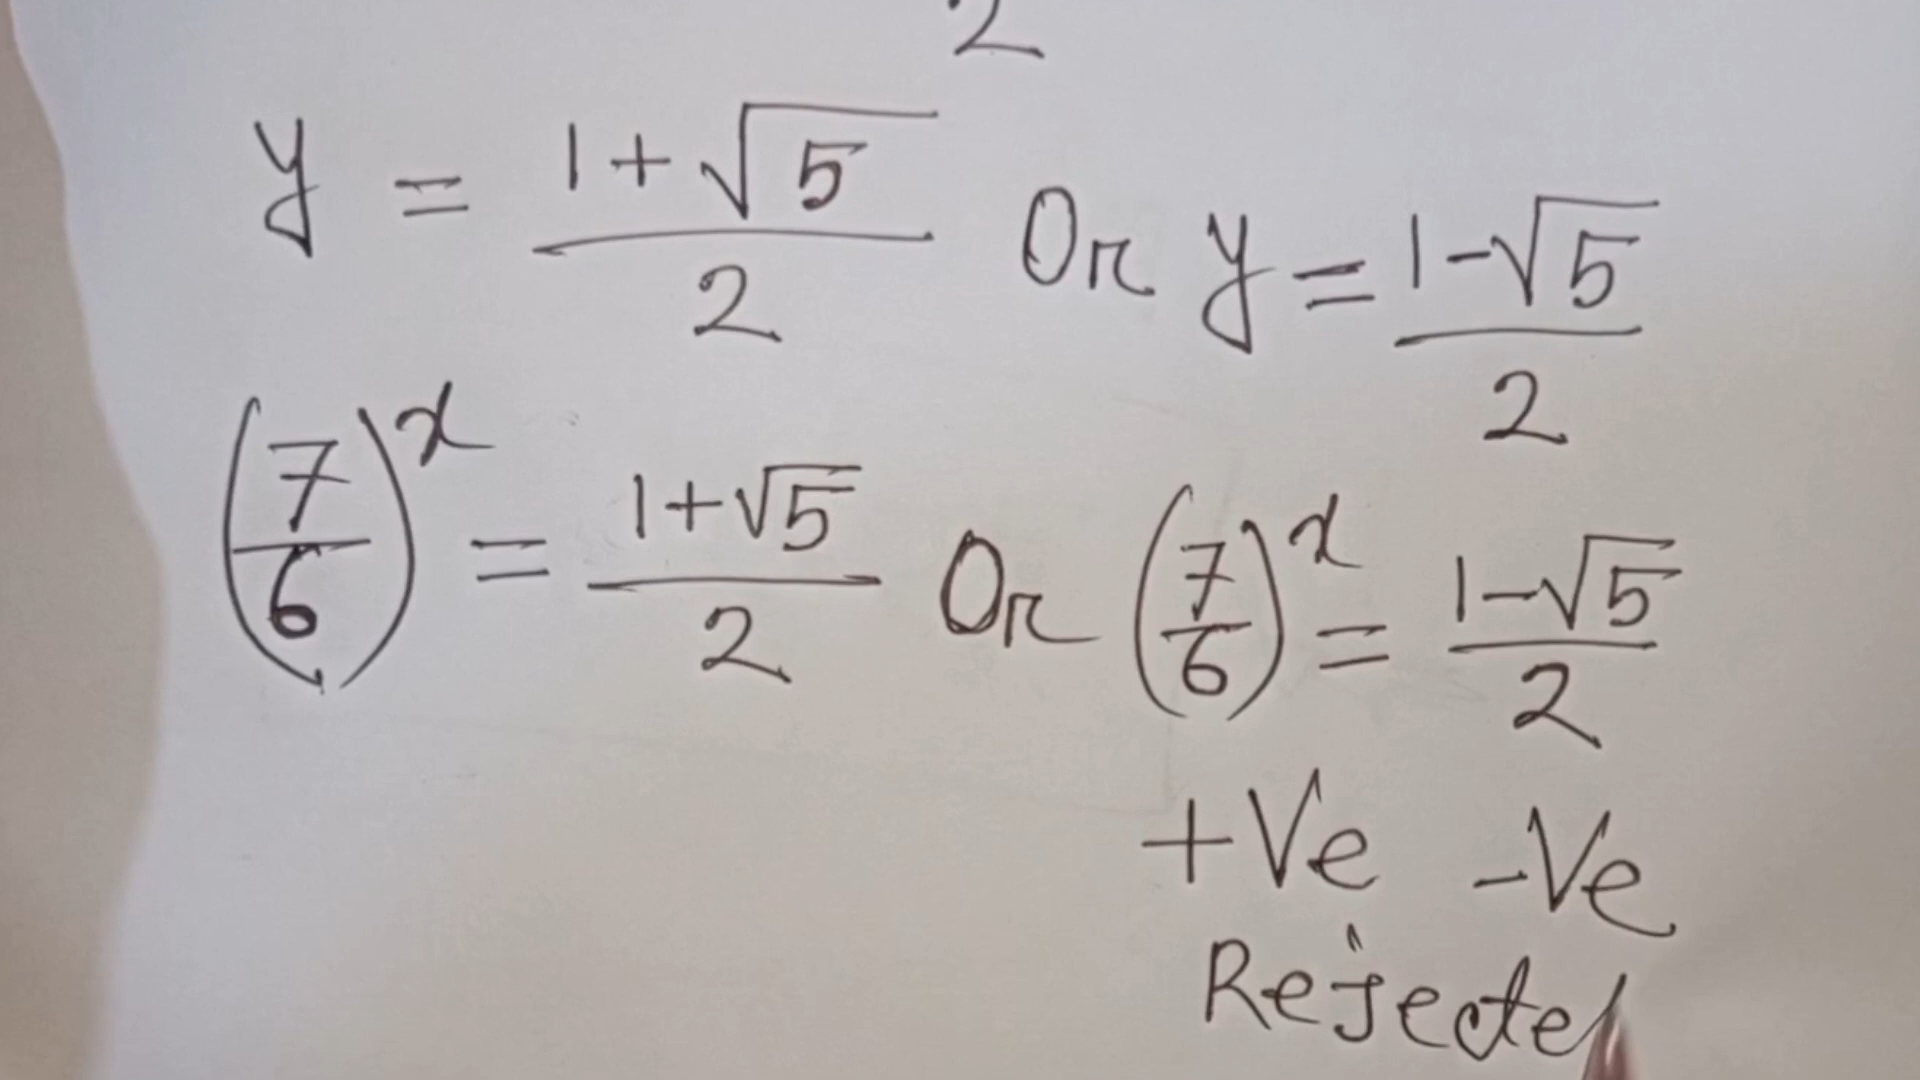 2
y = (1+√5)/2 Or y = (1-√5)/2
(7/6)^x = (1+√5)/2 Or (7/6)^x = (1-√5)/2
+Ve -Ve
Rejected